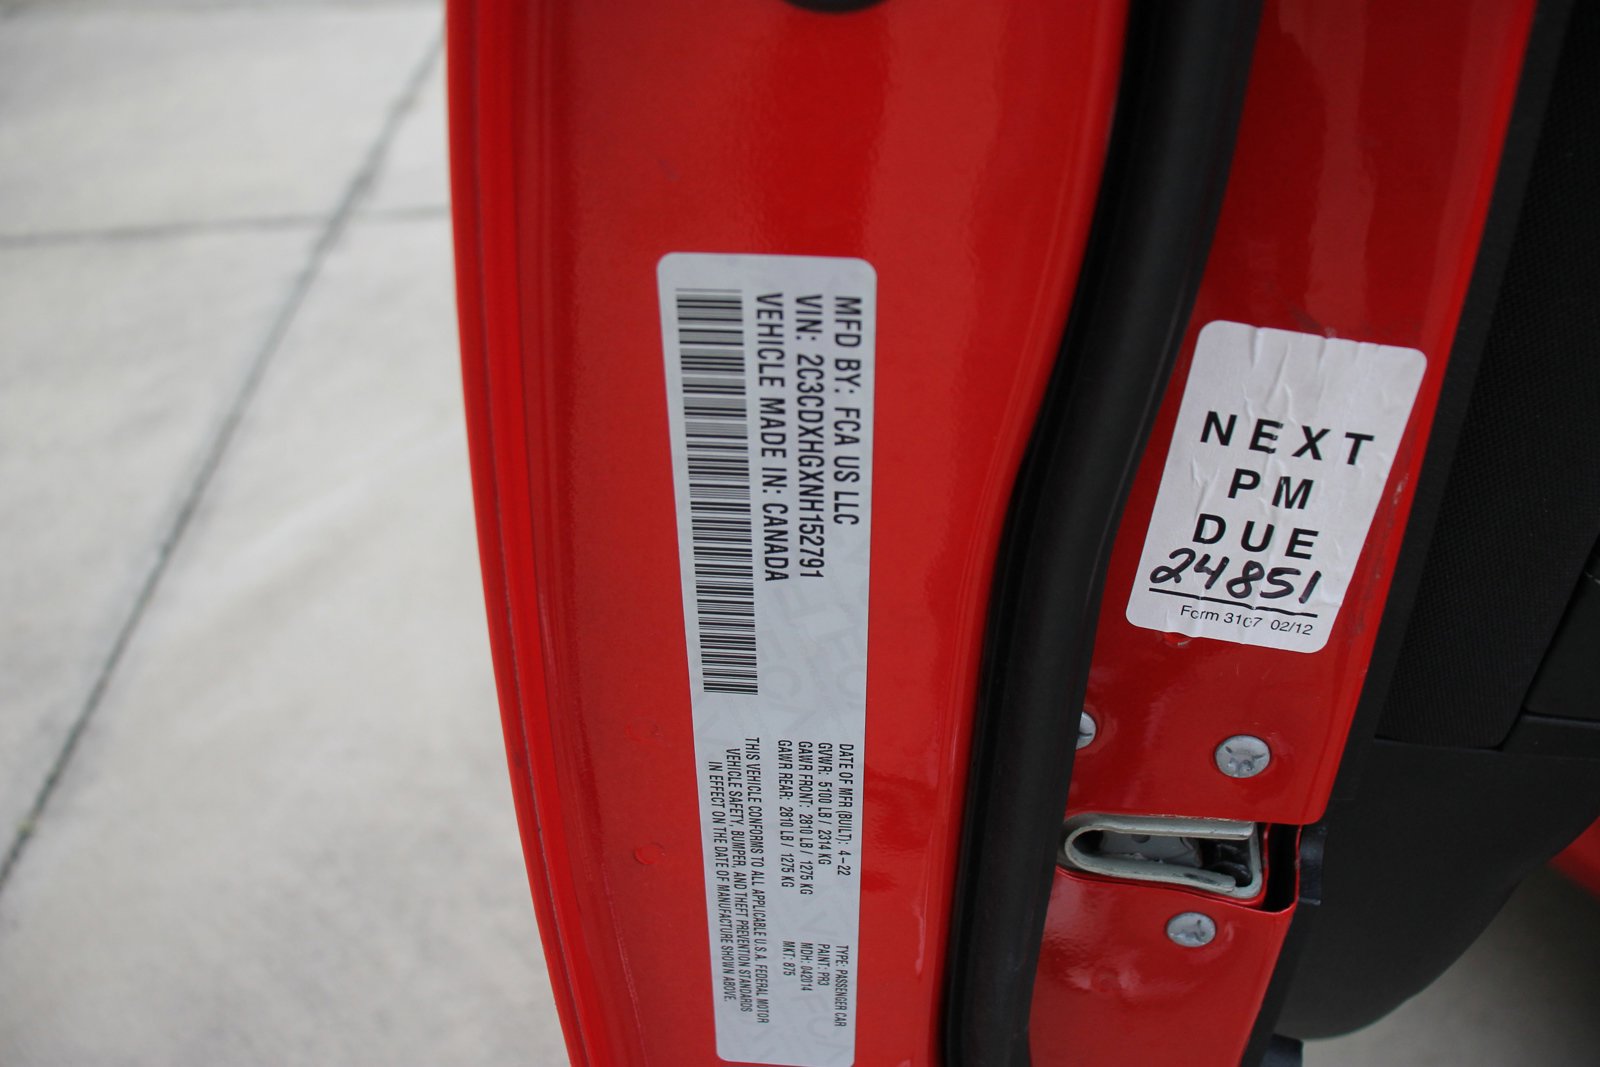 MFD BY: FCA US LLC
VIN: 2C3CDXHGXNH152791
VEHICLE MADE IN: CANADA
DATE OF MFR (BUILT): 4-22
GVWR: 5100 LB / 2314 KG
GAWR FRONT: 2810 LB / 1275 KG
GAWR REAR: 2810 LB / 1275 KG
THIS VEHICLE CONFORMS TO ALL APPLICABLE U.S.A. FEDERAL MOTOR
VEHICLE SAFETY, BUMPER, AND THEFT PREVENTION STANDARDS
IN EFFECT ON THE DATE OF MANUFACTURE SHOWN ABOVE.
TYPE: PASSENGER CAR
PAINT: PR3
MDH: 042014
MKT: 875
NEXT
PM
DUE
24851
Form 3107 02/12